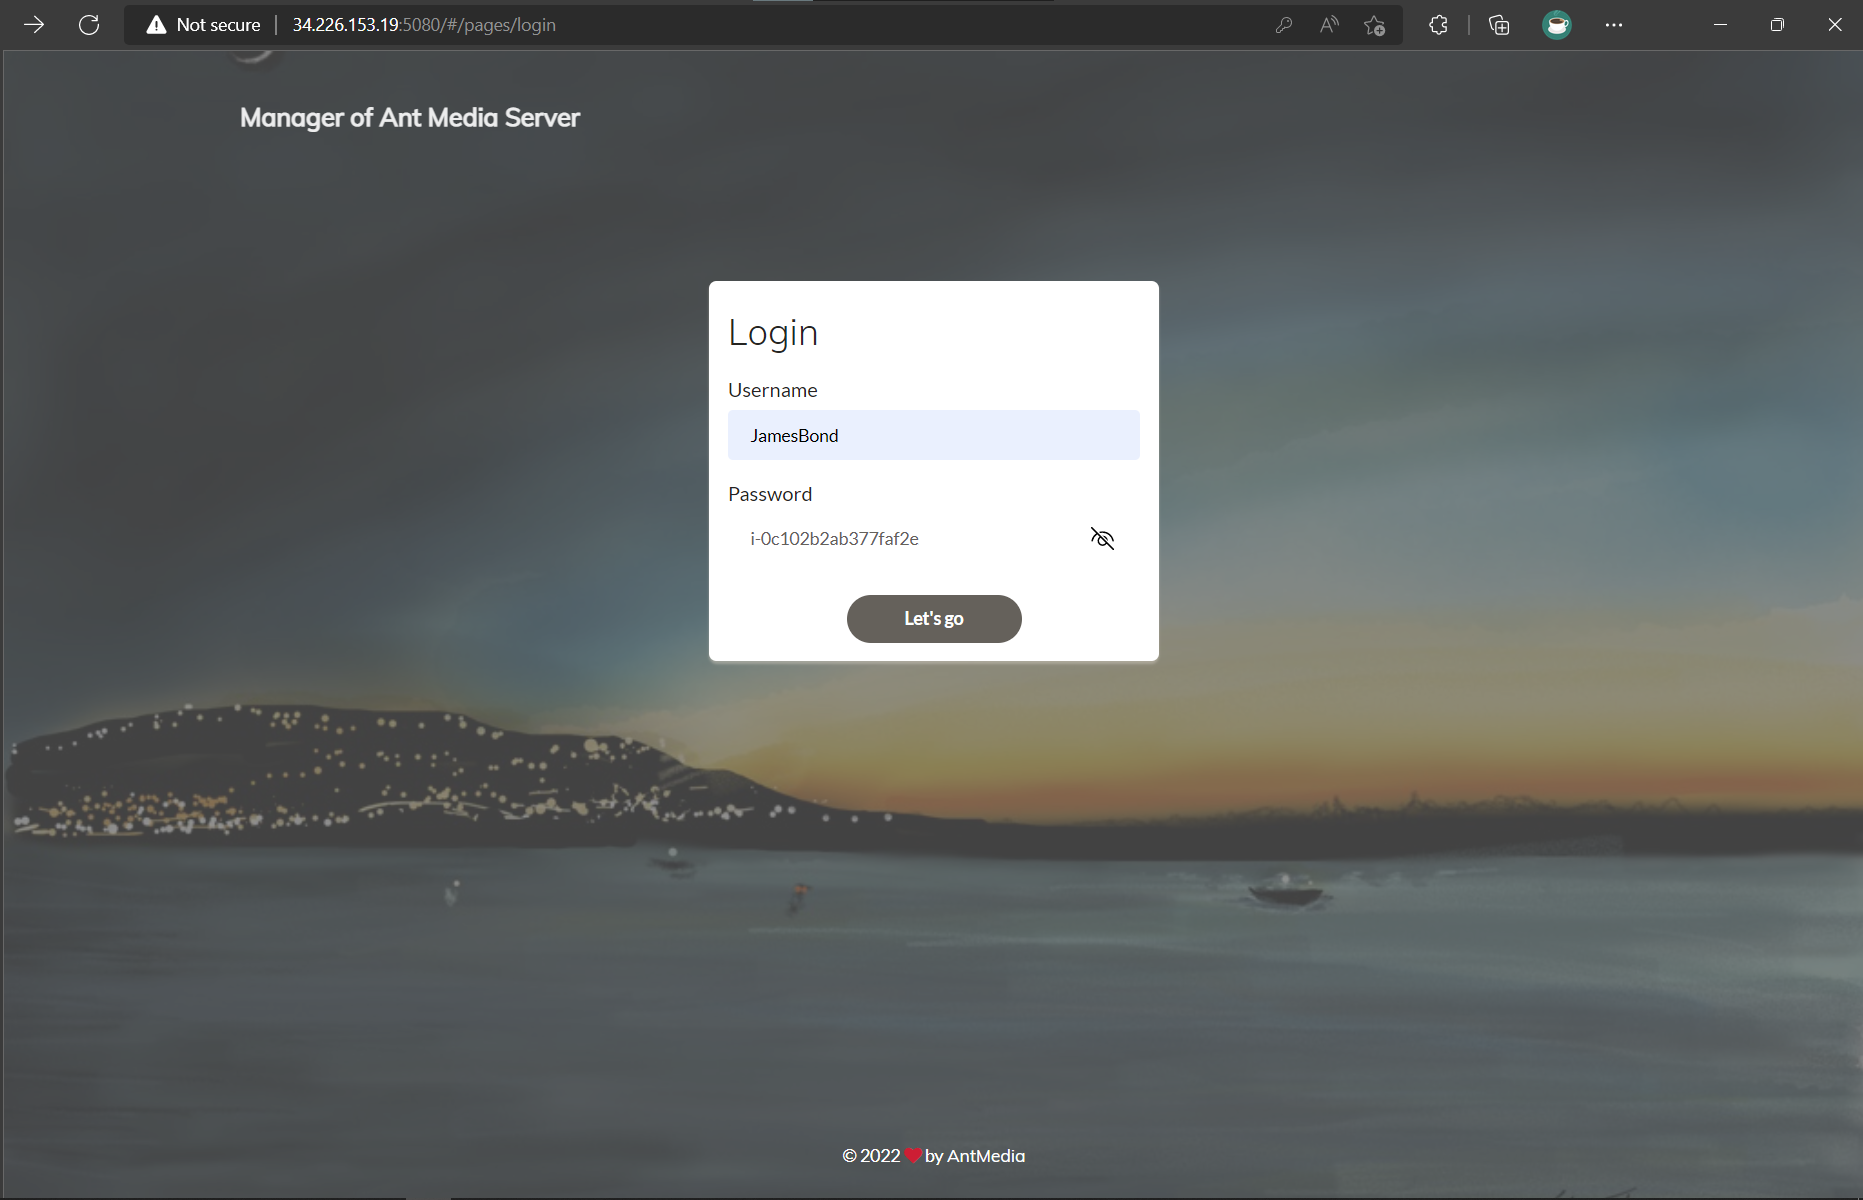 Not secure
34.226.153.19:5080/#/pages/login
Manager of Ant Media Server
Login
Username
JamesBond
Password
i-0c102b2ab377faf2e
Let's go
© 2022 ❤ by AntMedia